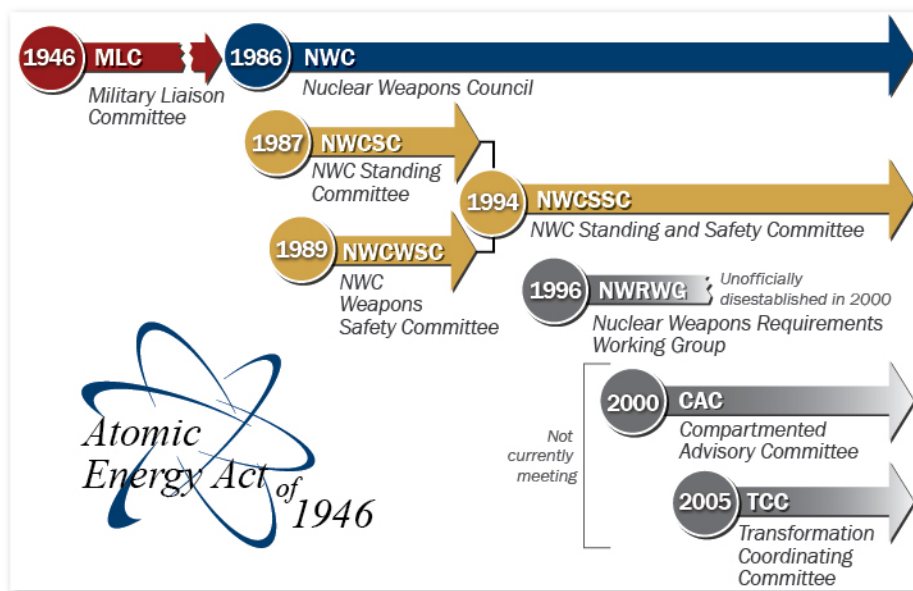 1946 MLC
Military Liaison
Committee
1986 NWC
Nuclear Weapons Council
1987 NWCSC
NWC Standing
Committee
1994 NWCSSC
NWC Standing and Safety Committee
1989 NWCWSC
NWC
Weapons
Safety Committee
1996 NWRWG
Unofficially
disestablished in 2000
Nuclear Weapons Requirements
Working Group
Not
currently
meeting
2000 CAC
Compartmented
Advisory Committee
2005 TCC
Transformation
Coordinating
Committee
Atomic
Energy Act of
1946